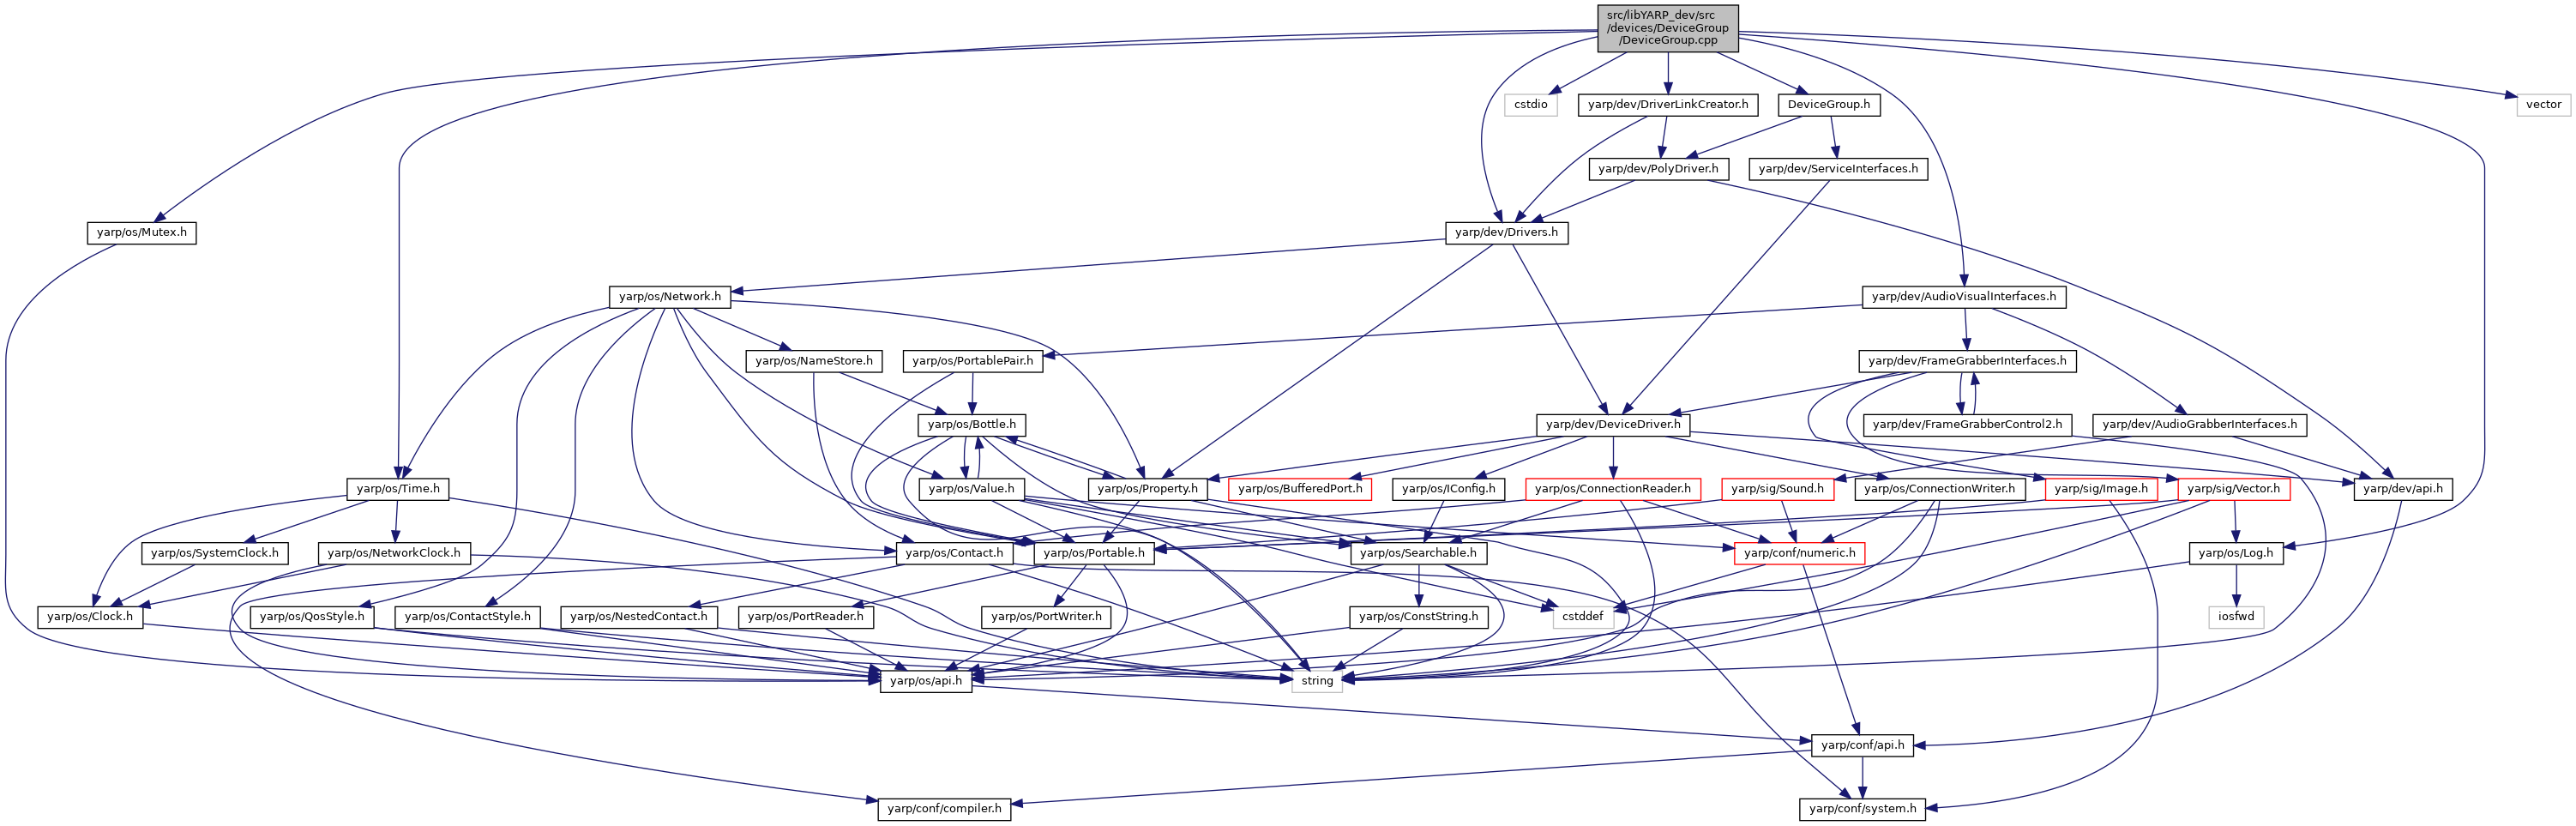 src/libYARP_dev/src
/devices/DeviceGroup
/DeviceGroup.cpp
cstdio
yarp/dev/DriverLinkCreator.h
DeviceGroup.h
vector
yarp/dev/PolyDriver.h
yarp/dev/ServiceInterfaces.h
yarp/os/Mutex.h
yarp/dev/Drivers.h
yarp/os/Network.h
yarp/dev/AudioVisualInterfaces.h
yarp/os/NameStore.h
yarp/os/PortablePair.h
yarp/dev/FrameGrabberInterfaces.h
yarp/os/Bottle.h
yarp/dev/DeviceDriver.h
yarp/dev/FrameGrabberControl2.h
yarp/dev/AudioGrabberInterfaces.h
yarp/os/Time.h
yarp/os/Value.h
yarp/os/Property.h
yarp/os/BufferedPort.h
yarp/os/IConfig.h
yarp/os/ConnectionReader.h
yarp/sig/Sound.h
yarp/os/ConnectionWriter.h
yarp/sig/Image.h
yarp/sig/Vector.h
yarp/dev/api.h
yarp/os/SystemClock.h
yarp/os/NetworkClock.h
yarp/os/Contact.h
yarp/os/Portable.h
yarp/os/Searchable.h
yarp/conf/numeric.h
yarp/os/Log.h
yarp/os/Clock.h
yarp/os/QosStyle.h
yarp/os/ContactStyle.h
yarp/os/NestedContact.h
yarp/os/PortReader.h
yarp/os/PortWriter.h
yarp/os/ConstString.h
cstddef
iosfwd
yarp/os/api.h
string
yarp/conf/api.h
yarp/conf/compiler.h
yarp/conf/system.h